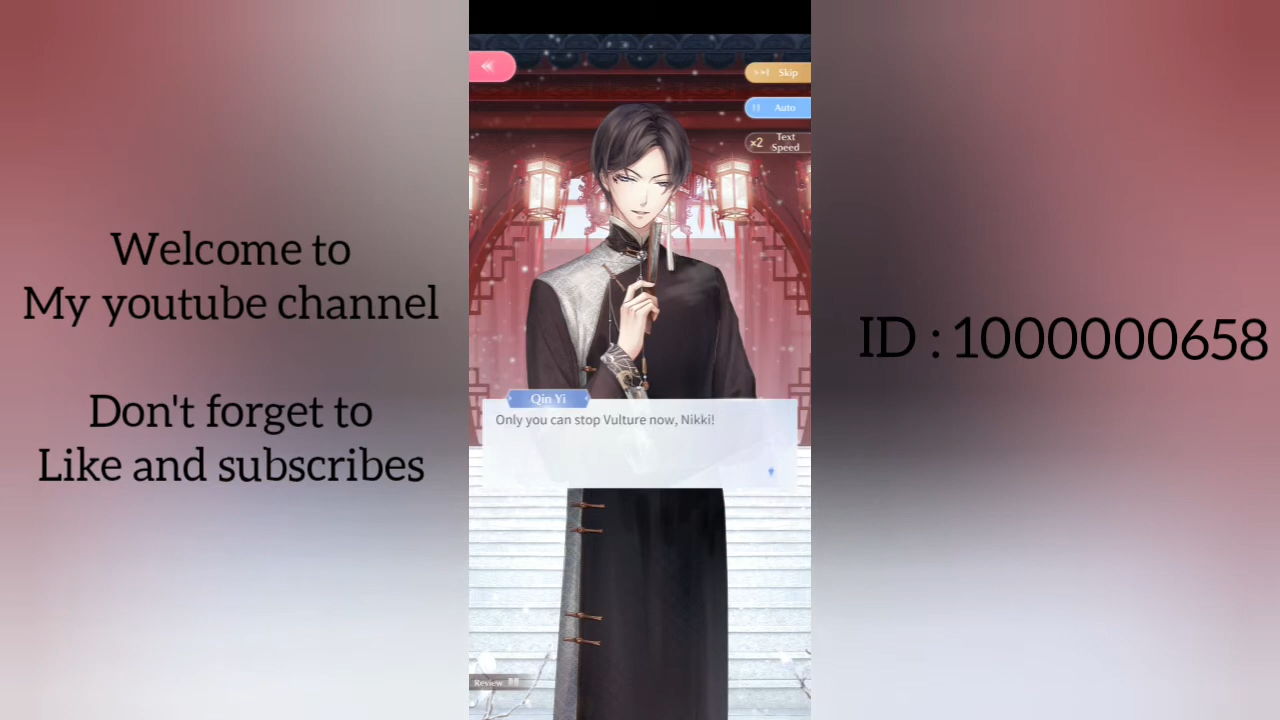 Welcome to
My youtube channel
Don't forget to
Like and subscribes
Skip
Auto
x2 Text
Speed
Qin Yi
Only you can stop Vulture now, Nikki!
Review
ID : 1000000658